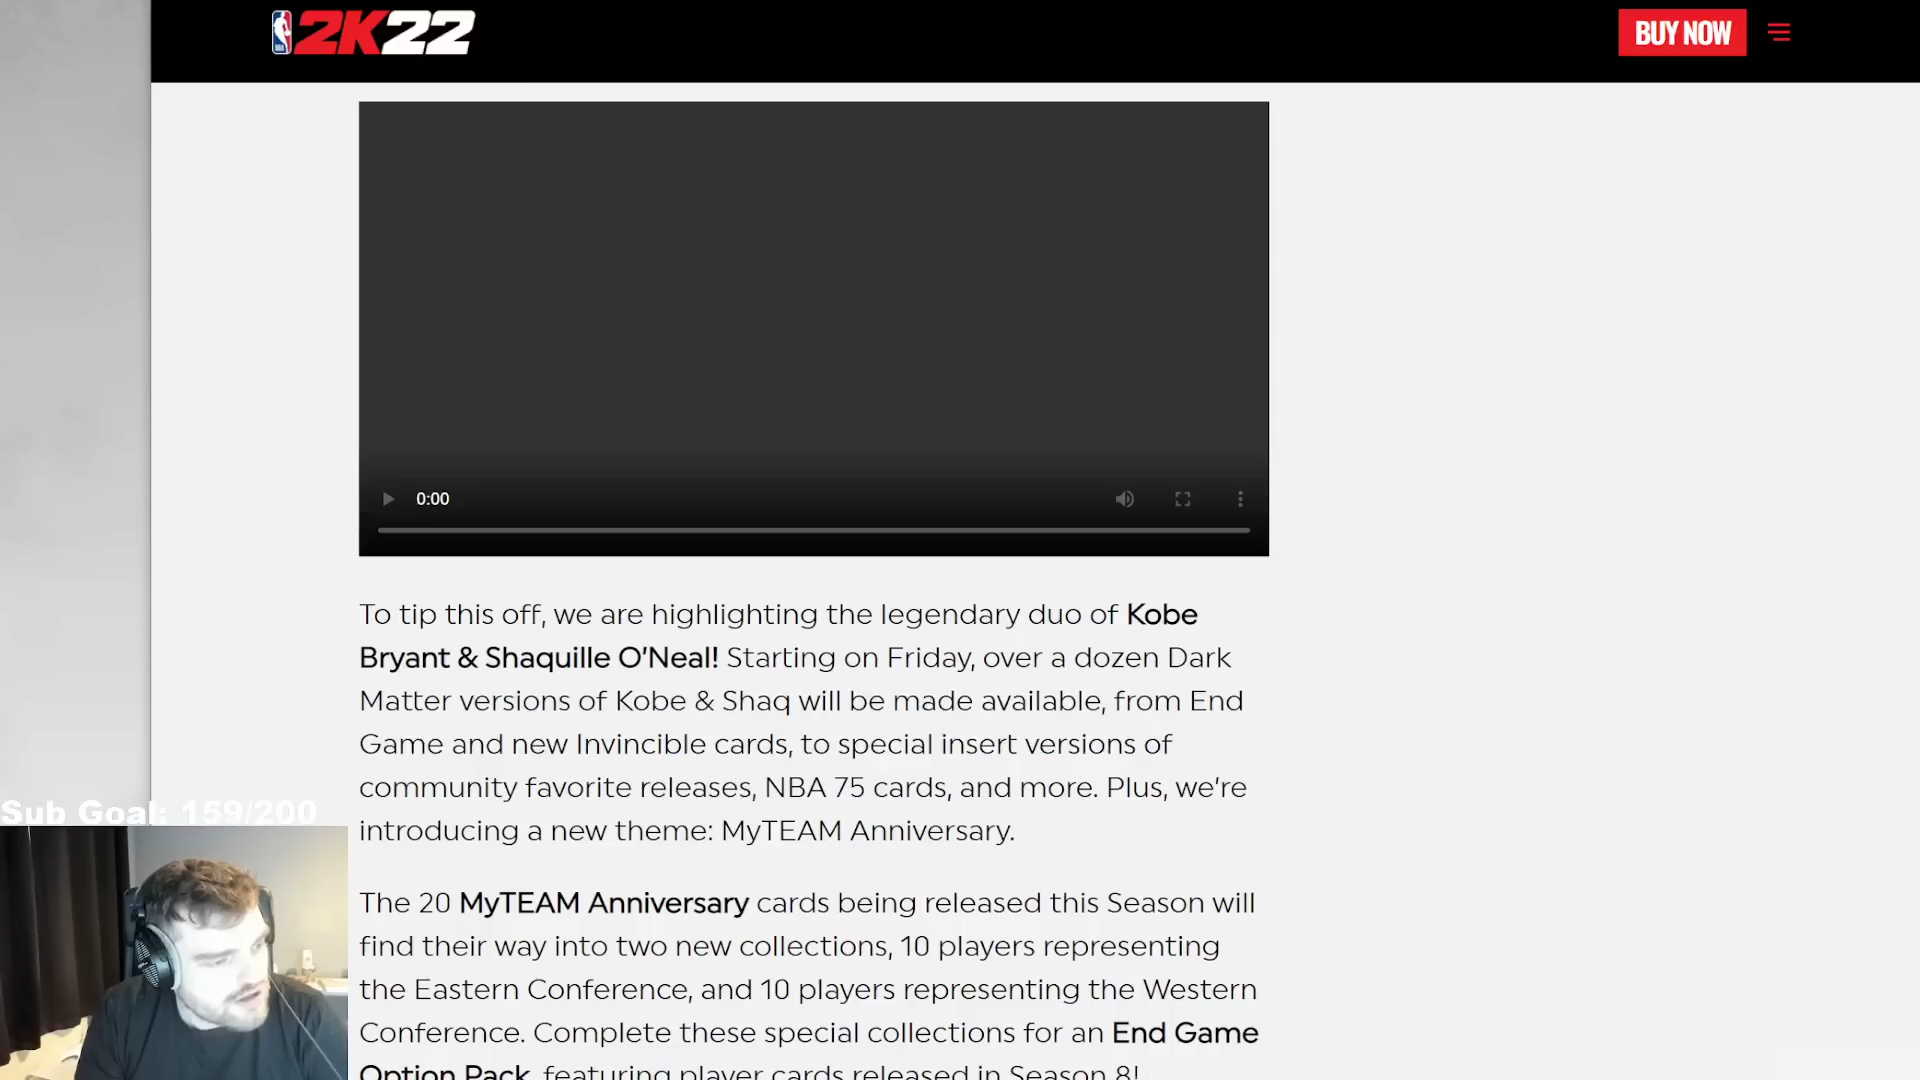 2K22
BUY NOW
0:00
To tip this off, we are highlighting the legendary duo of Kobe
Bryant & Shaquille O'Neal! Starting on Friday, over a dozen Dark
Matter versions of Kobe & Shaq will be made available, from End
Game and new Invincible cards, to special insert versions of
community favorite releases, NBA 75 cards, and more. Plus, we're
introducing a new theme: MyTEAM Anniversary.
Sub Goal: 159/200
The 20 MyTEAM Anniversary cards being released this Season will
find their way into two new collections, 10 players representing
the Eastern Conference, and 10 players representing the Western
Conference. Complete these special collections for an End Game
Option Pack, featuring player cards released in Season 8!